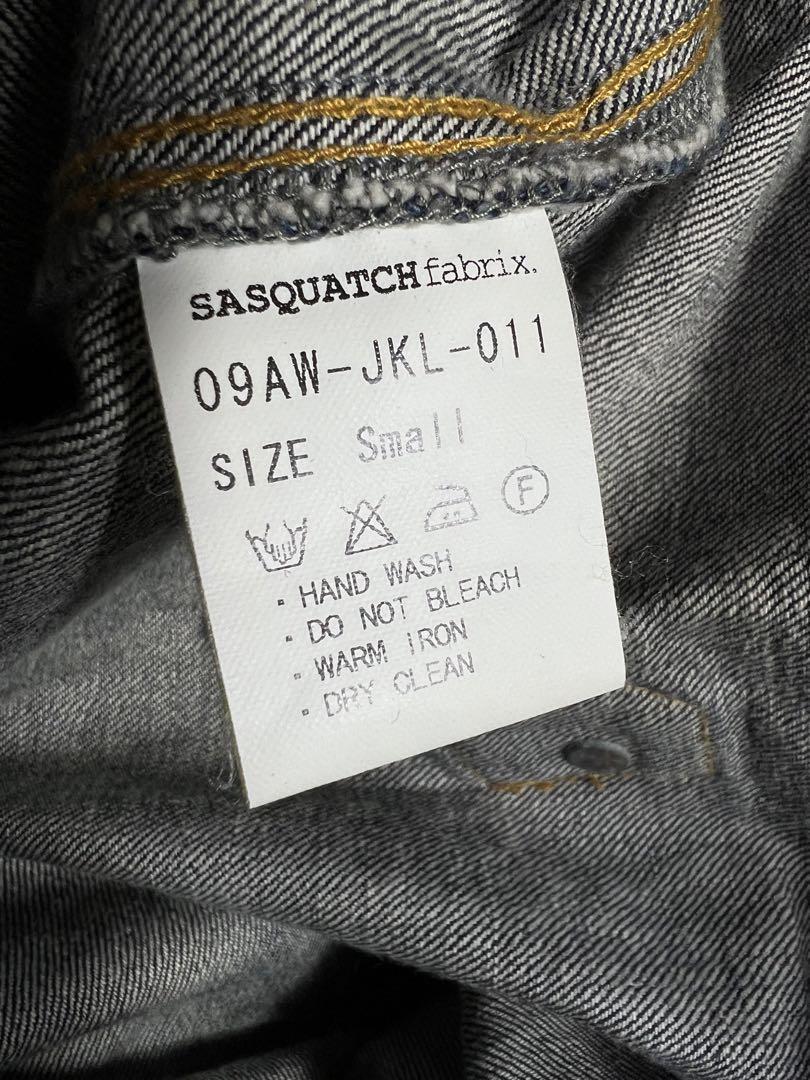 SASQUATCHfabrix.
09AW-JKL-011
SIZE Small
F
・HAND WASH
・DO NOT BLEACH
・WARM IRON
・DRY CLEAN